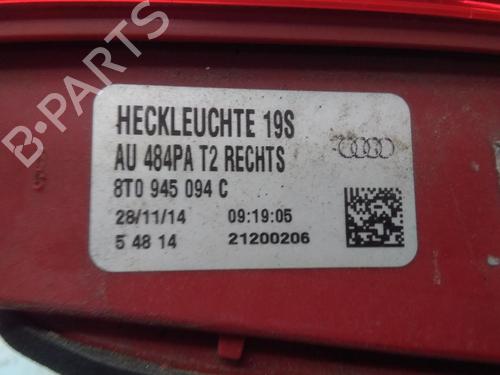 HECKLEUCHTE 19S
AU 484PA T2 RECHTS
8T0 945 094 C
28/11/14 09:19:05
5 48 14 21200206